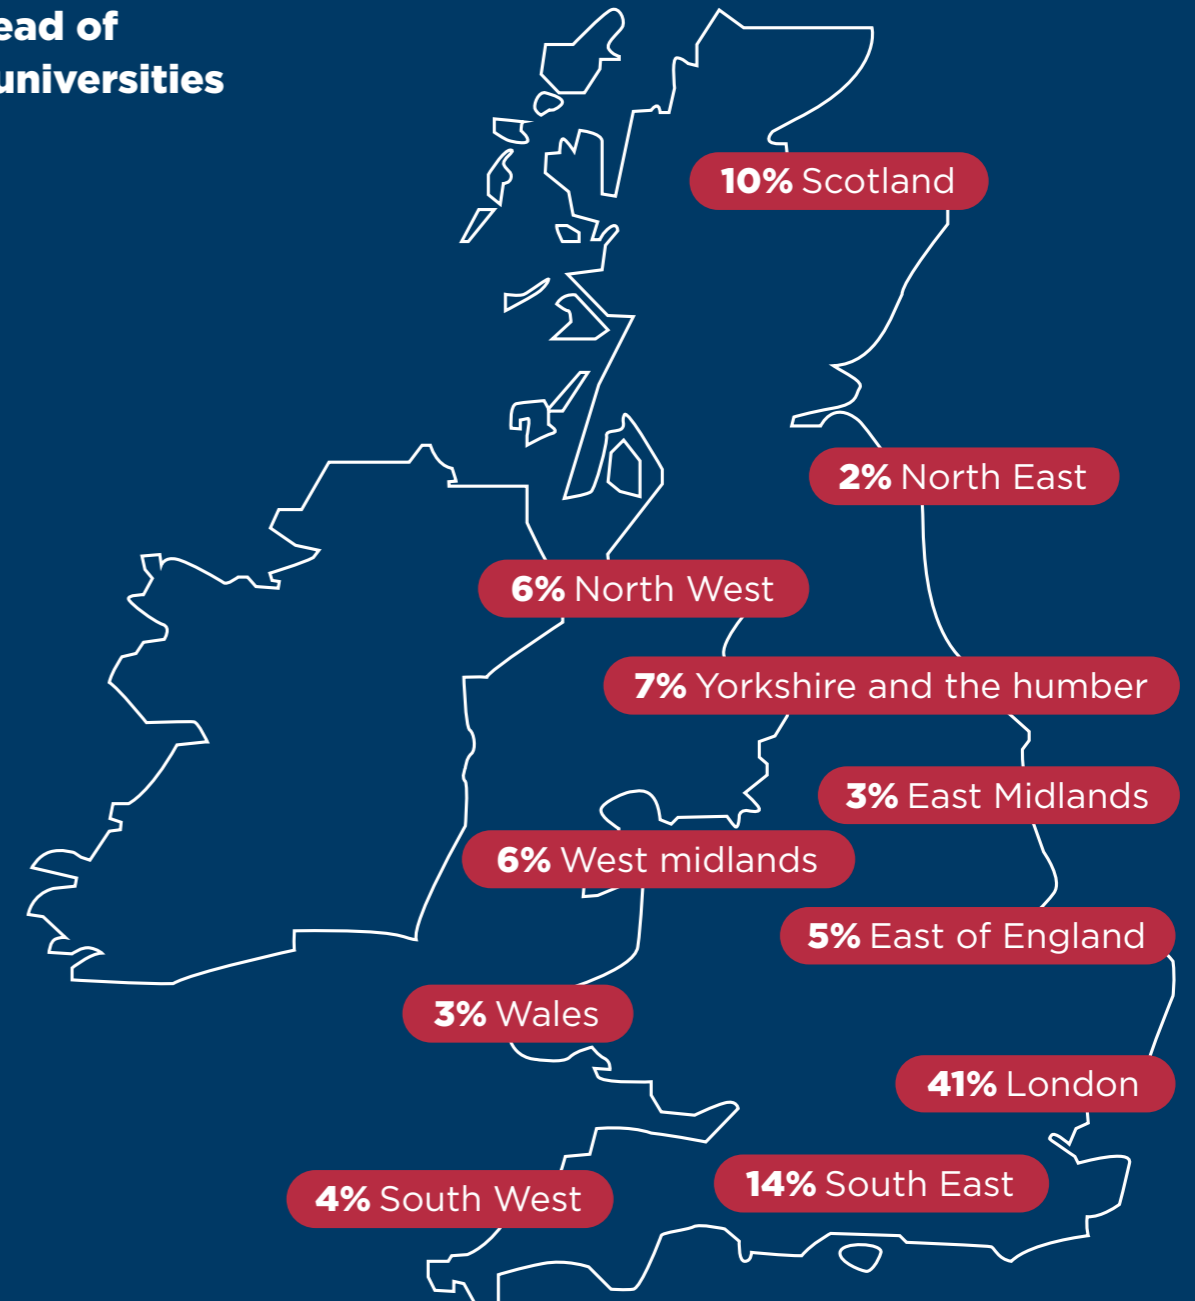 ead of
universities
10% Scotland
2% North East
6% North West
7% Yorkshire and the humber
3% East Midlands
6% West midlands
5% East of England
3% Wales
41% London
14% South East
4% South West